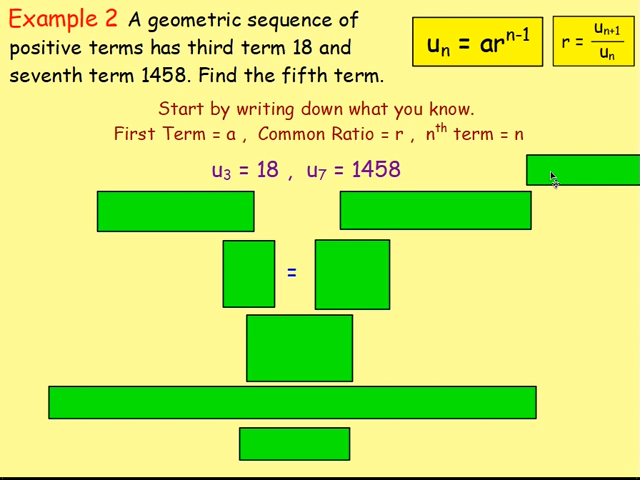 Example 2 A geometric sequence of
positive terms has third term 18 and
seventh term 1458. Find the fifth term.
uₙ = arⁿ⁻¹
r = uₙ₊₁ / uₙ
Start by writing down what you know.
First Term = a , Common Ratio = r , nᵗʰ term = n
u₃ = 18 , u₇ = 1458
=